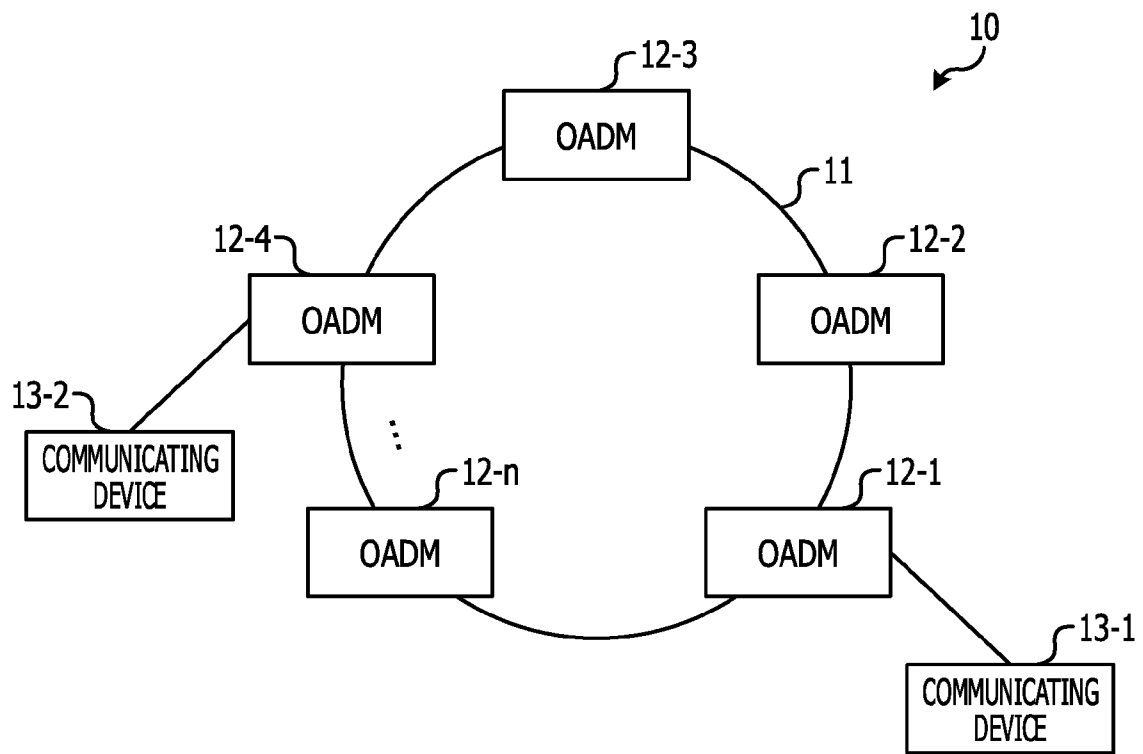 10
12-3
OADM
11
12-4
OADM
12-2
OADM
13-2
COMMUNICATING
DEVICE
...
12-n
OADM
12-1
OADM
13-1
COMMUNICATING
DEVICE